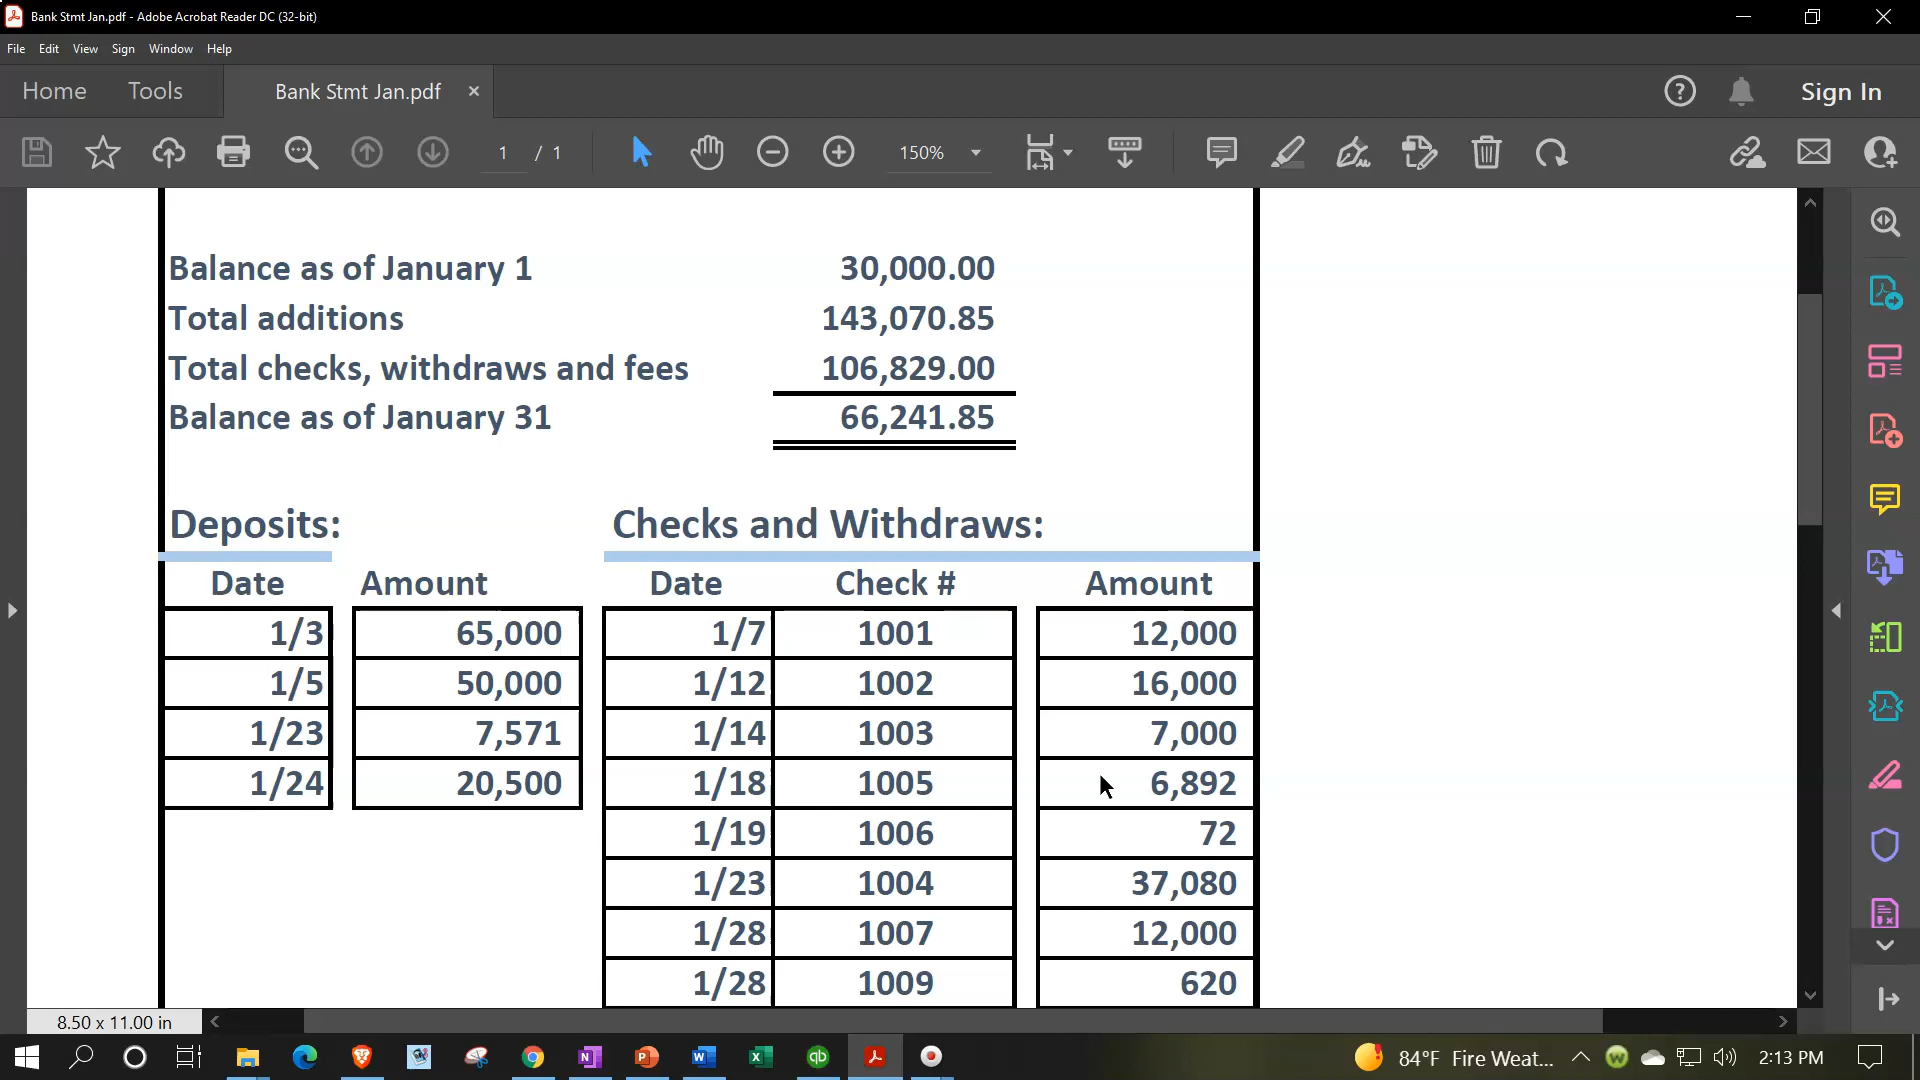 Bank Stmt Jan.pdf - Adobe Acrobat Reader DC (32-bit)
File Edit View Sign Window Help
Home Tools Bank Stmt Jan.pdf × Sign In
1 / 1 150%
Balance as of January 1 30,000.00
Total additions 143,070.85
Total checks, withdraws and fees 106,829.00
Balance as of January 31 66,241.85
Deposits: Checks and Withdraws:
Date Amount Date Check # Amount
1/3 65,000 1/7 1001 12,000
1/5 50,000 1/12 1002 16,000
1/23 7,571 1/14 1003 7,000
1/24 20,500 1/18 1005 6,892
1/19 1006 72
1/23 1004 37,080
1/28 1007 12,000
1/28 1009 620
8.50 x 11.00 in
84°F Fire Weat... 2:13 PM